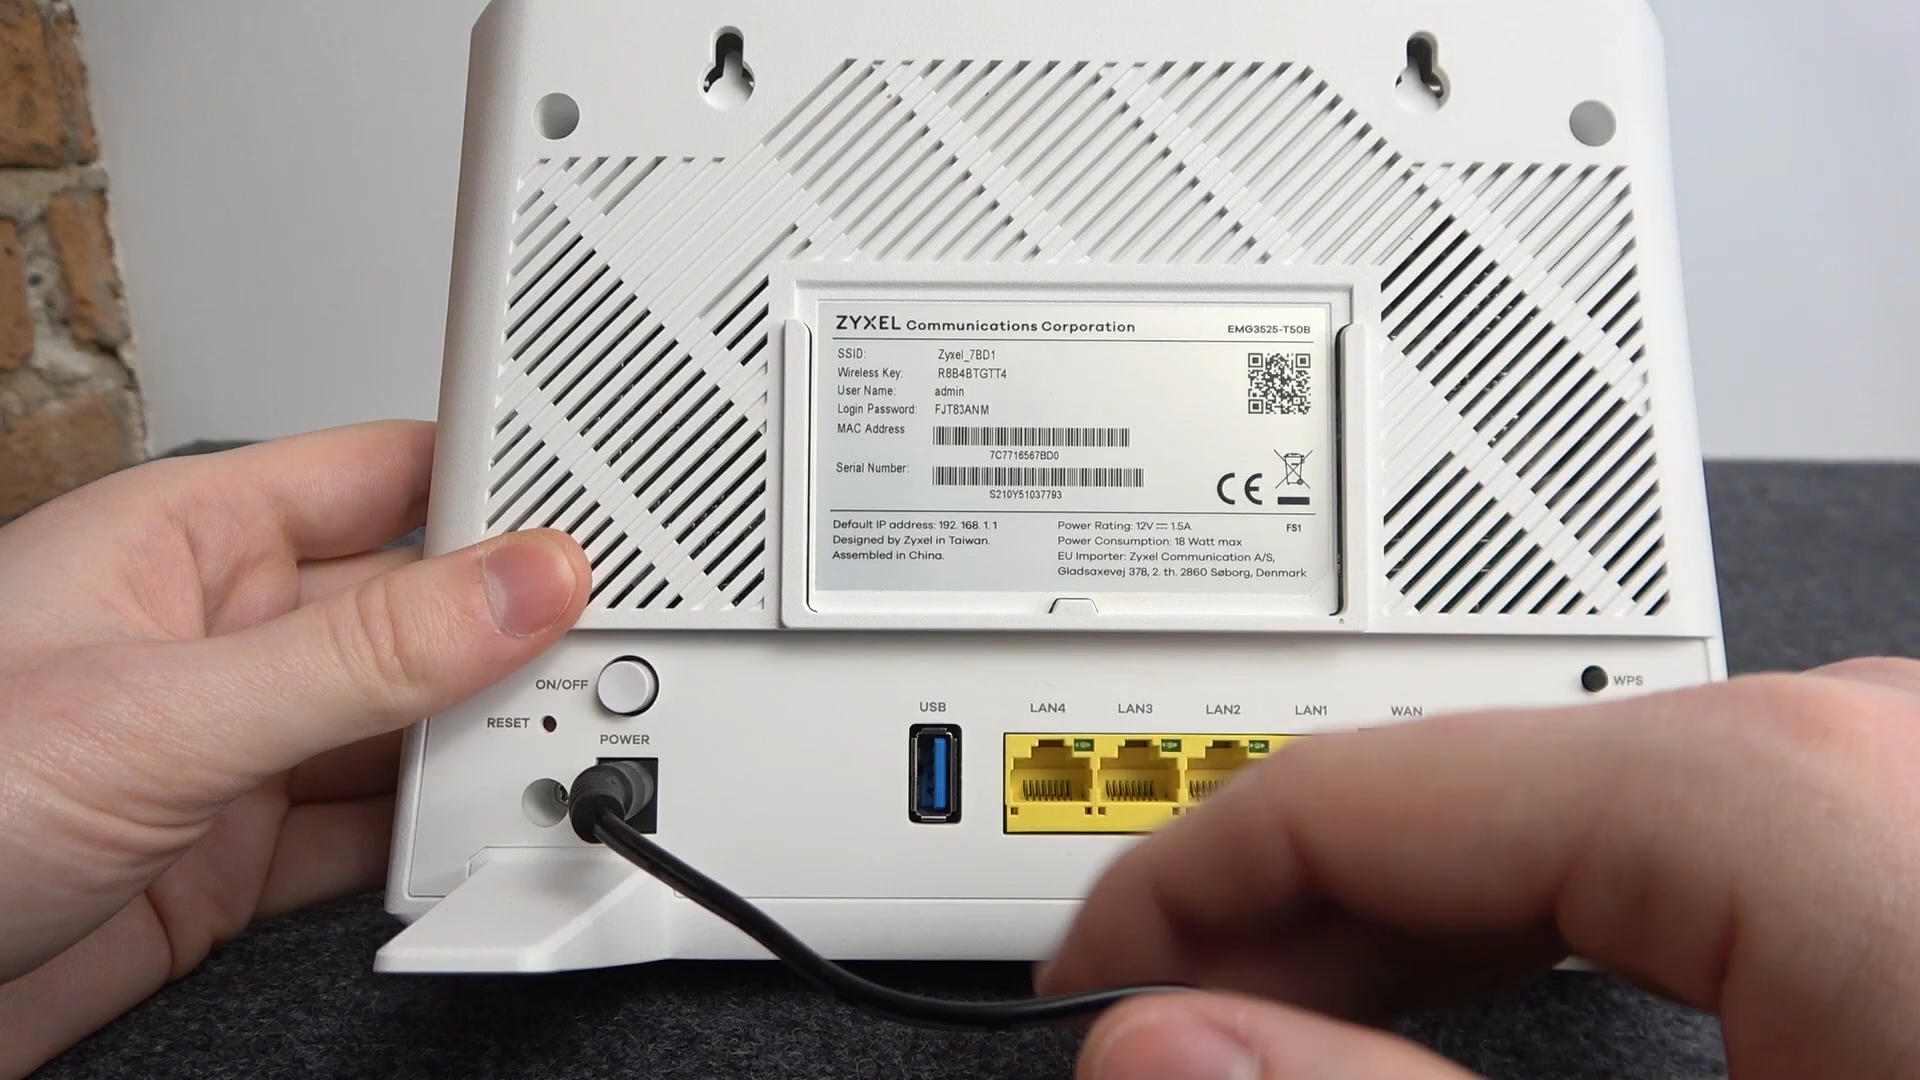 ZYXEL Communications Corporation EMG3525-T50B
SSID: Zyxel_7BD1
Wireless Key: R8B4BTGTT4
User Name: admin
Login Password: FJT83ANM
MAC Address
7C7716567BD0
Serial Number:
S210Y51037793
CE
Default IP address: 192. 168. 1. 1
Designed by Zyxel in Taiwan.
Assembled in China.
Power Rating: 12V 1.5A FS1
Power Consumption: 18 Watt max
EU Importer: Zyxel Communication A/S,
Gladsaxevej 378, 2. th. 2860 Søborg, Denmark
ON/OFF
RESET
POWER
USB
LAN4 LAN3 LAN2 LAN1 WAN
WPS